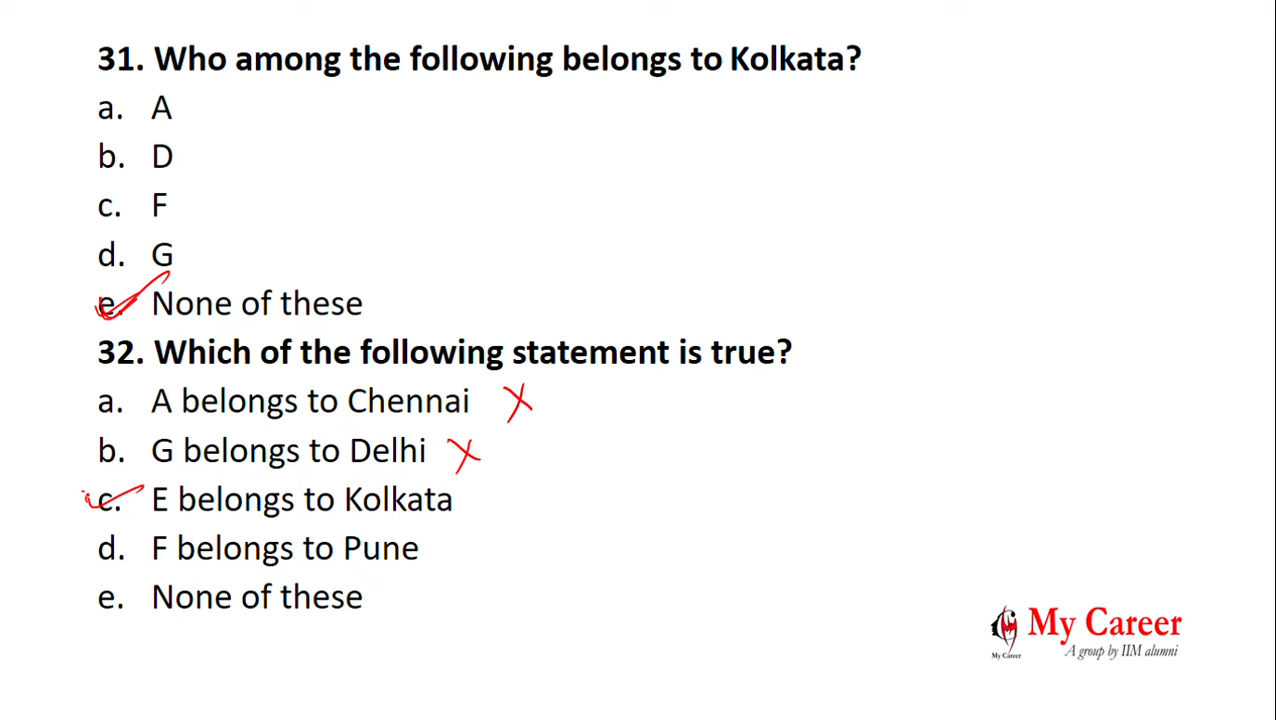 31. Who among the following belongs to Kolkata?
a. A
b. D
c. F
d. G
e. None of these
32. Which of the following statement is true?
a. A belongs to Chennai
b. G belongs to Delhi
c. E belongs to Kolkata
d. F belongs to Pune
e. None of these
My Career
A group by IIM alumni
My Career